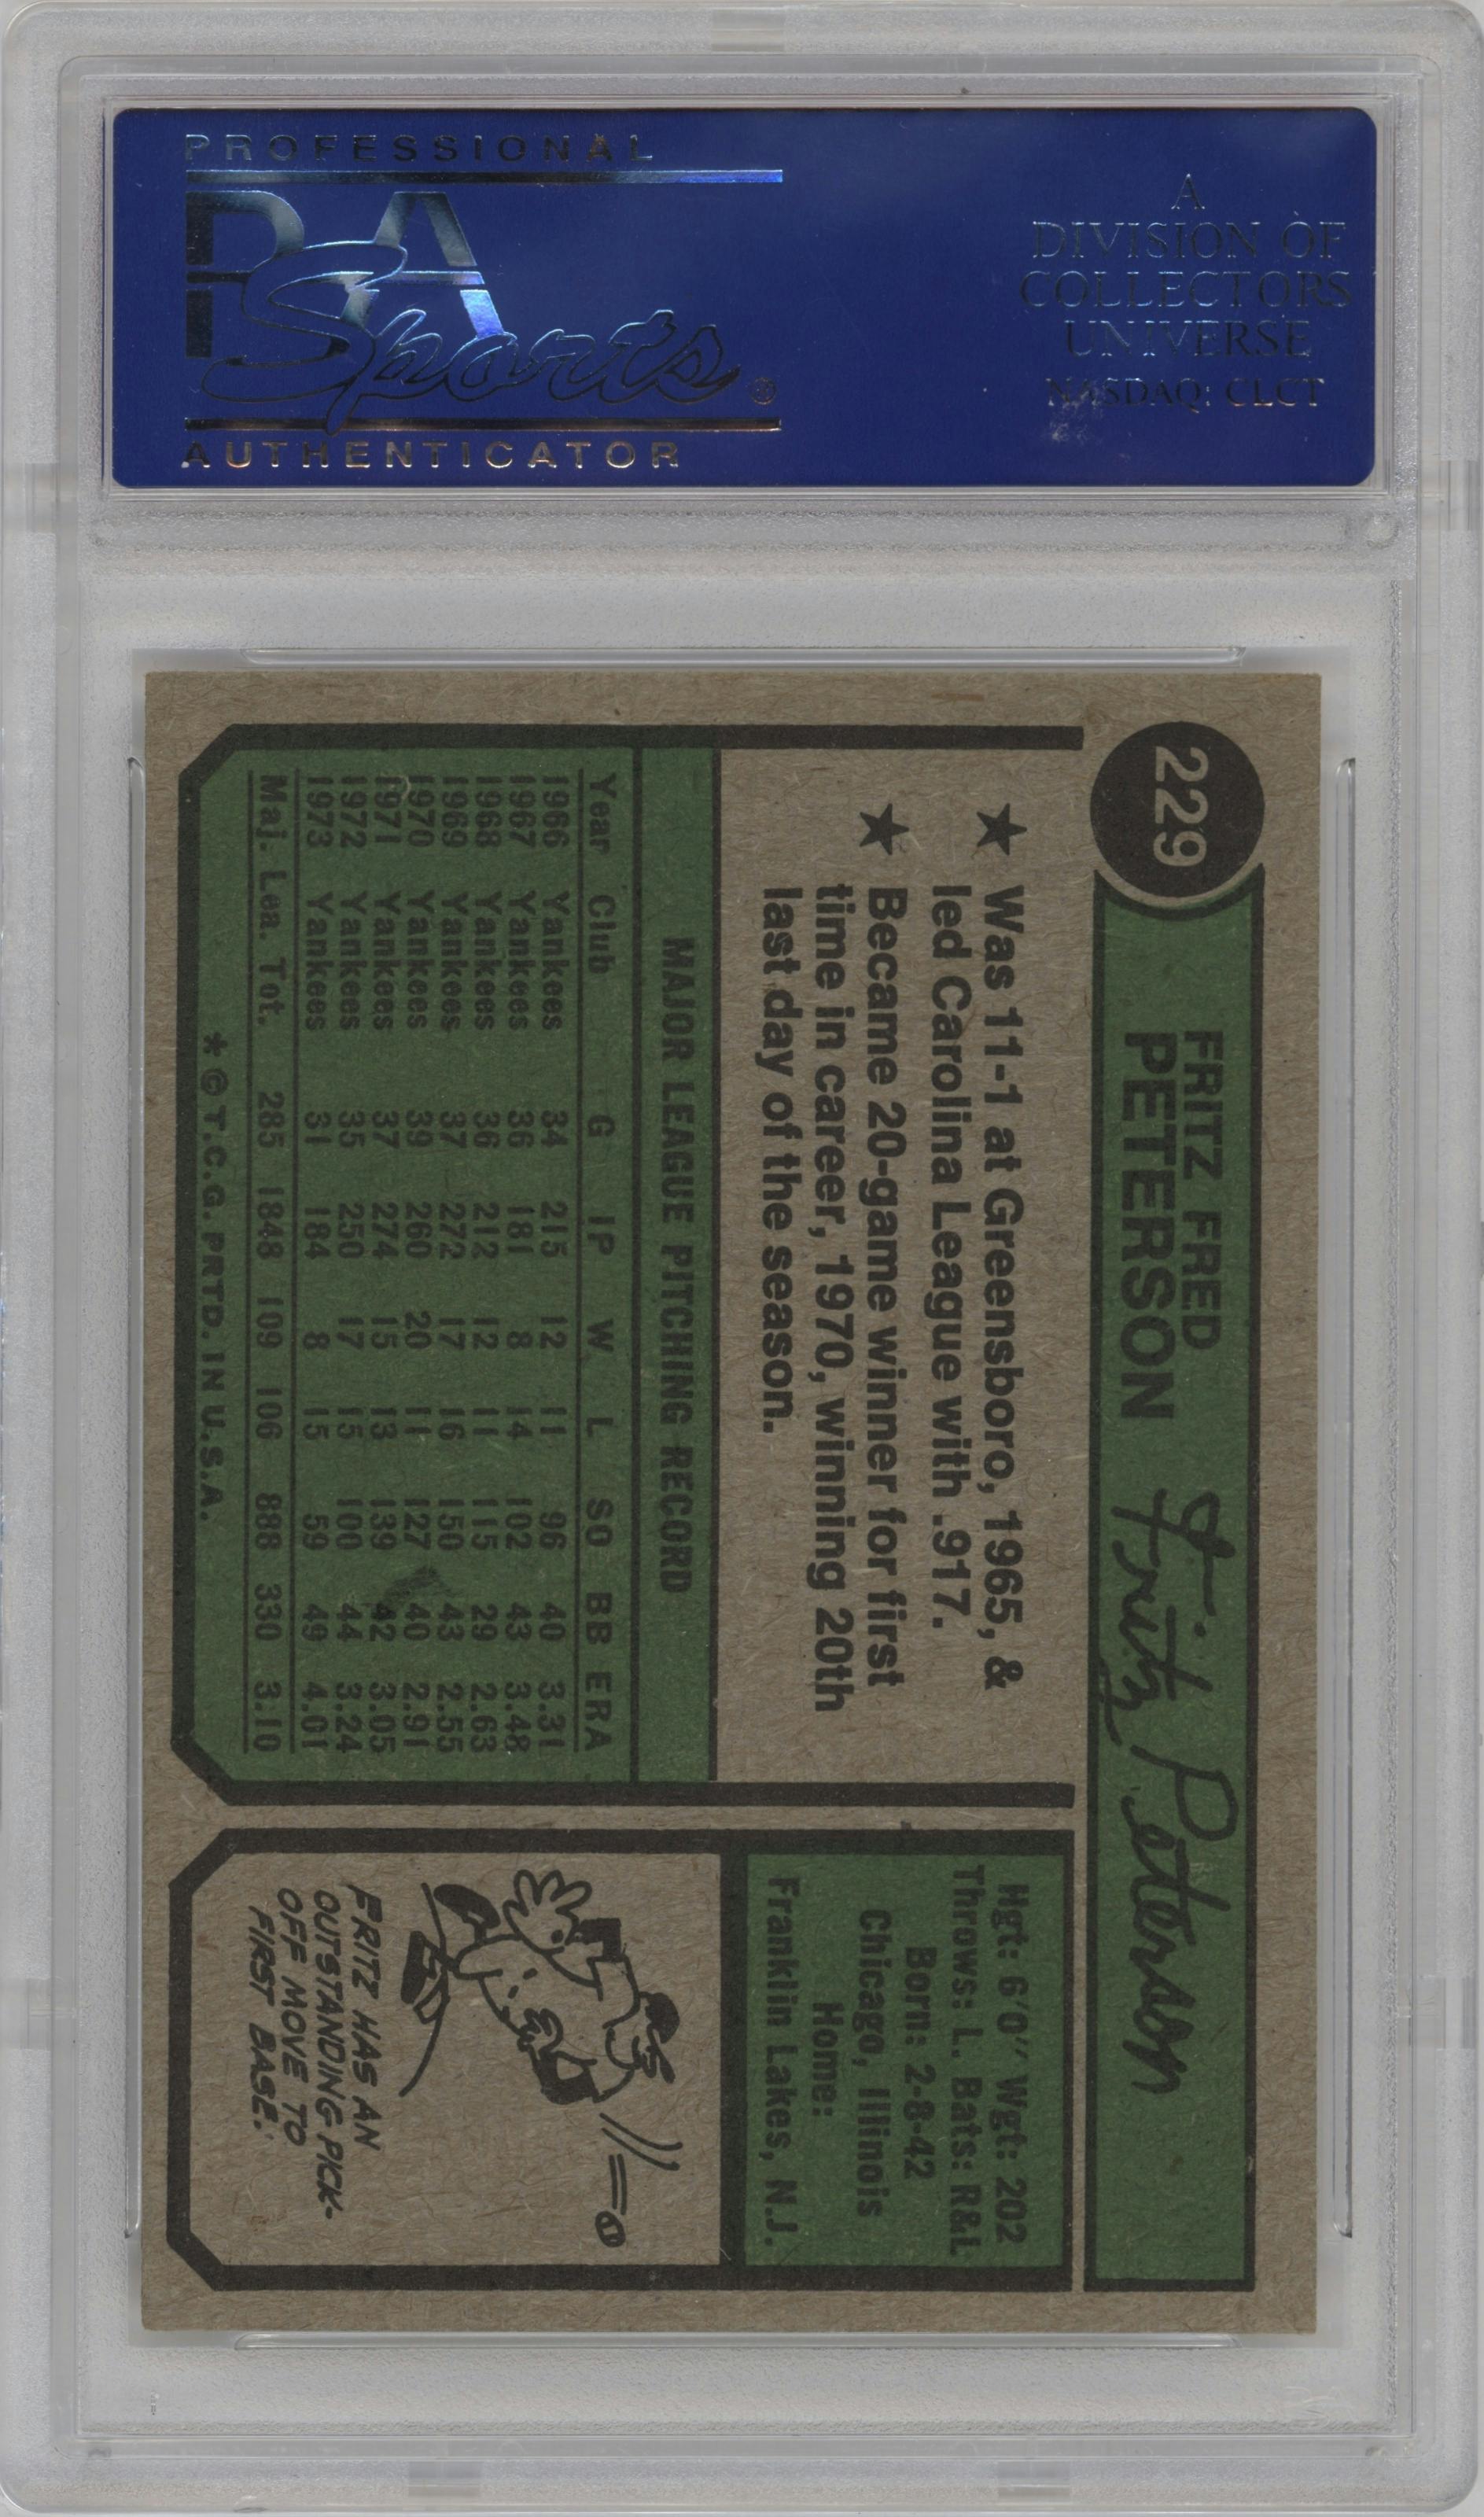 PROFESSIONAL
PSA
Sports®
AUTHENTICATOR
A
DIVISION OF
COLLECTORS
UNIVERSE
NASDAQ: CLCT
229
FRITZ FRED
PETERSON
Fritz Peterson
★ Was 11-1 at Greensboro, 1965, &
led Carolina League with .917.
★ Became 20-game winner for first
time in career, 1970, winning 20th
last day of the season.
MAJOR LEAGUE PITCHING RECORD
Year Club G IP W L SO BB ERA
1966 Yankees 34 215 12 11 96 40 3.31
1967 Yankees 36 181 8 14 102 43 3.48
1968 Yankees 36 212 12 11 115 29 2.63
1969 Yankees 37 272 17 16 150 43 2.55
1970 Yankees 39 260 20 11 127 40 2.91
1971 Yankees 37 274 15 13 139 42 3.05
1972 Yankees 35 250 17 15 100 44 3.24
1973 Yankees 31 184 8 15 59 49 4.01
Maj. Lea. Tot. 285 1848 109 106 888 330 3.10
* © T.C.G. PRTD. IN U.S.A.
Hgt: 6'0" Wgt: 202
Throws: L. Bats: R&L
Born: 2-8-42
Chicago, Illinois
Home:
Franklin Lakes, N.J.
FRITZ HAS AN
OUTSTANDING PICK-
OFF MOVE TO
FIRST BASE.